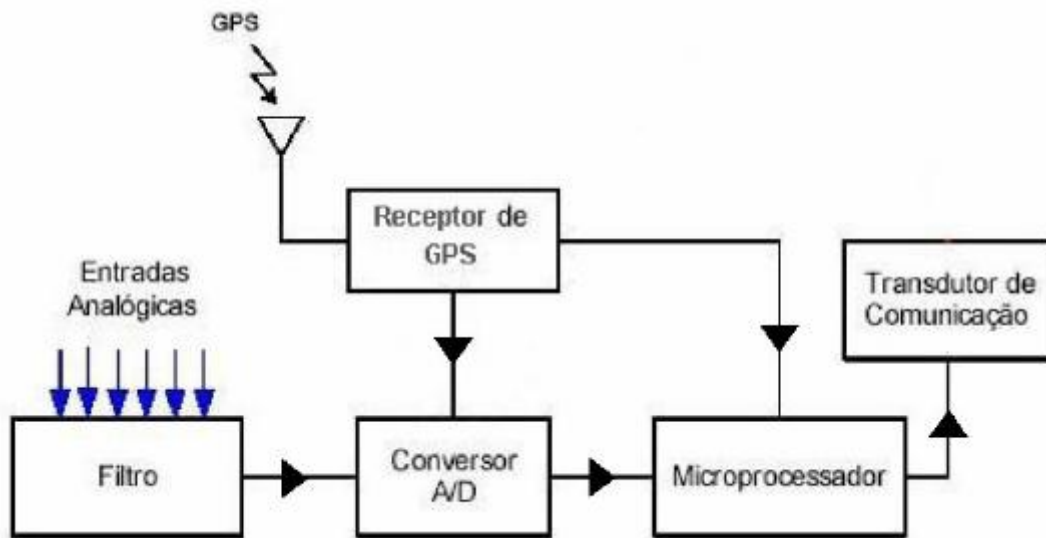 GPS
Receptor de
GPS
Entradas
Analógicas
Transdutor de
Comunicação
Filtro
Conversor
A/D
Microprocessador